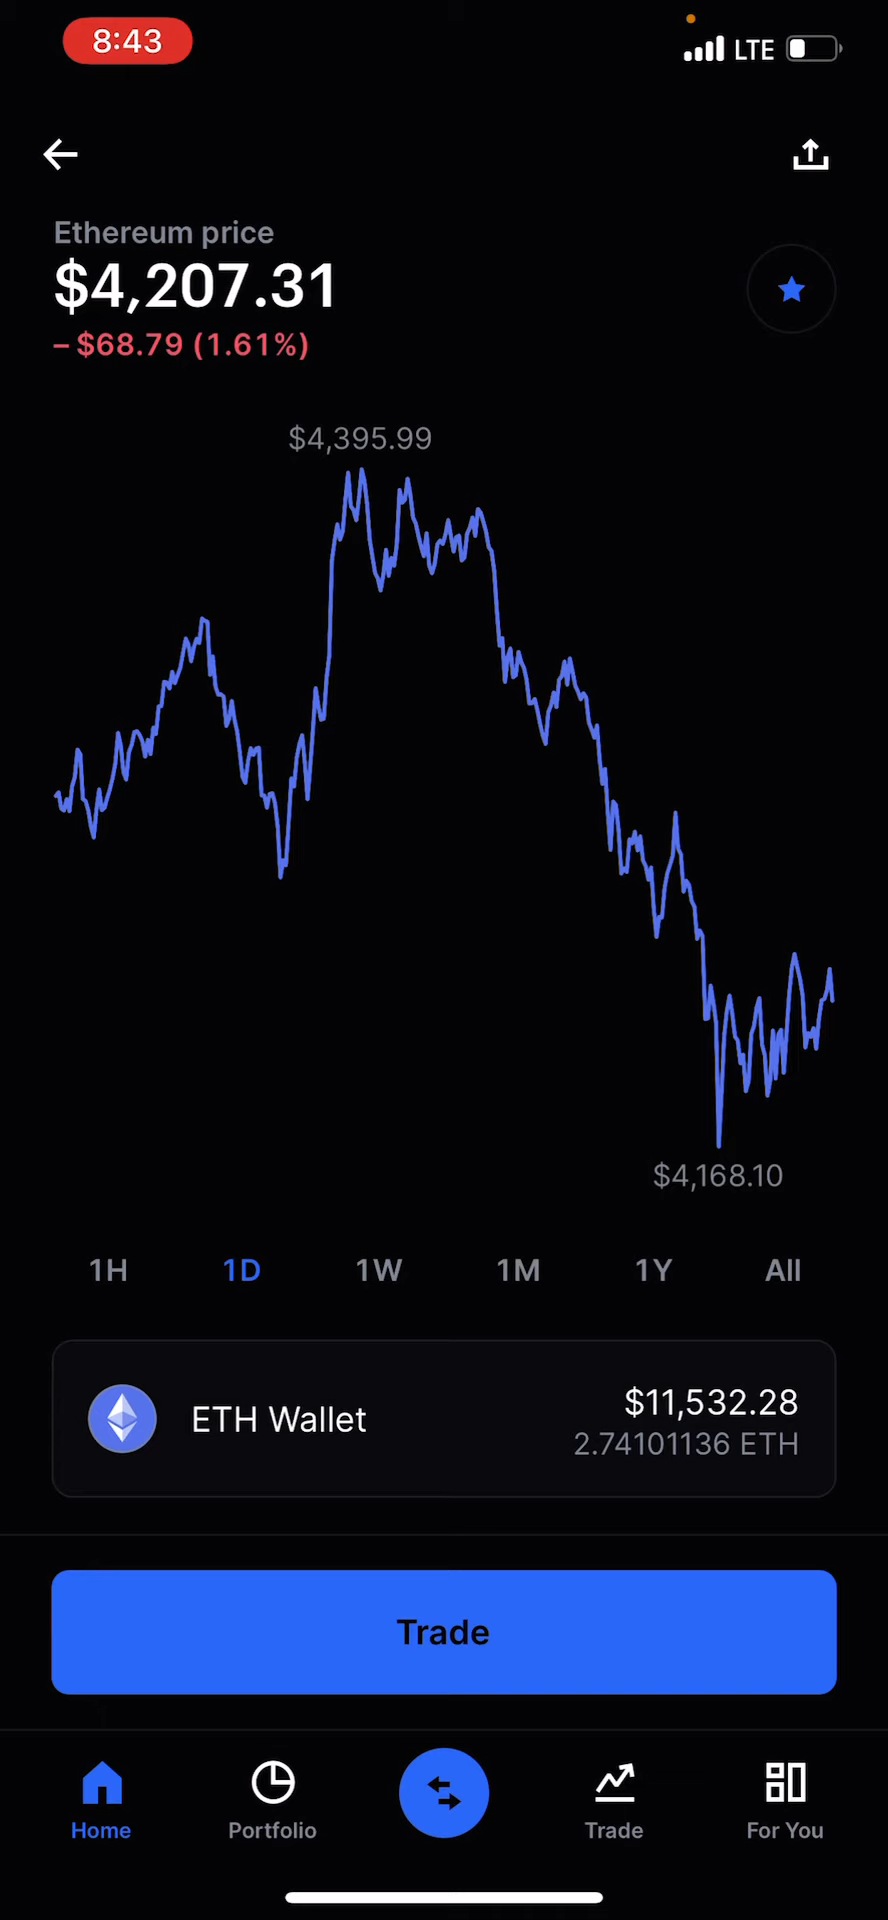 8:43
LTE
Ethereum price
$4,207.31
– $68.79 (1.61%)
$4,395.99
$4,168.10
1H 1D 1W 1M 1Y All
ETH Wallet
$11,532.28
2.74101136 ETH
Trade
Home Portfolio Trade For You